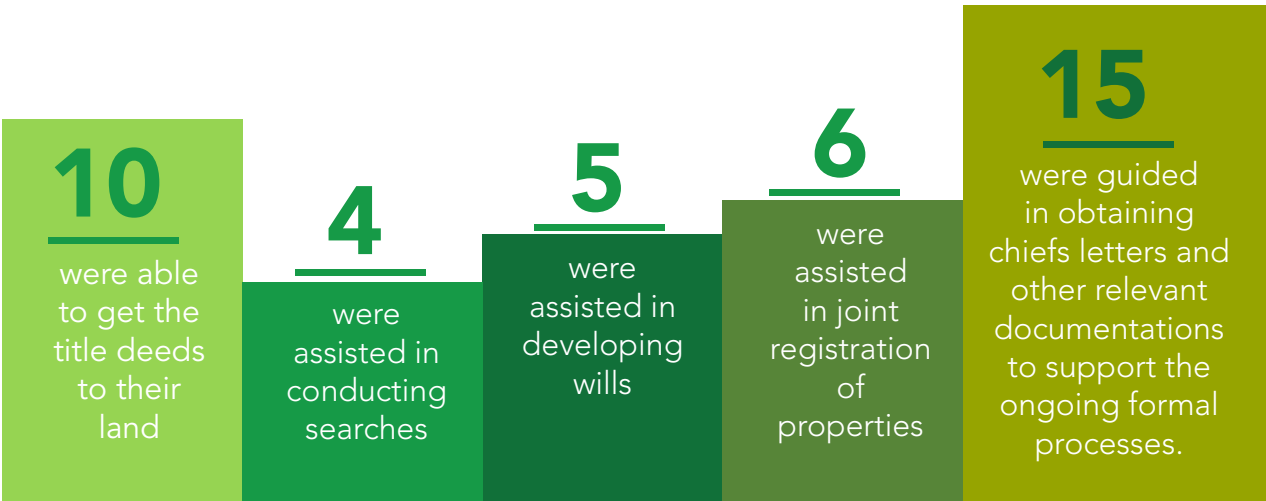 10
were able
to get the
title deeds
to their
land
4
were
assisted in
conducting
searches
5
were
assisted in
developing
wills
6
were
assisted
in joint
registration
of
properties
15
were guided
in obtaining
chiefs letters and
other relevant
documentations
to support the
ongoing formal
processes.